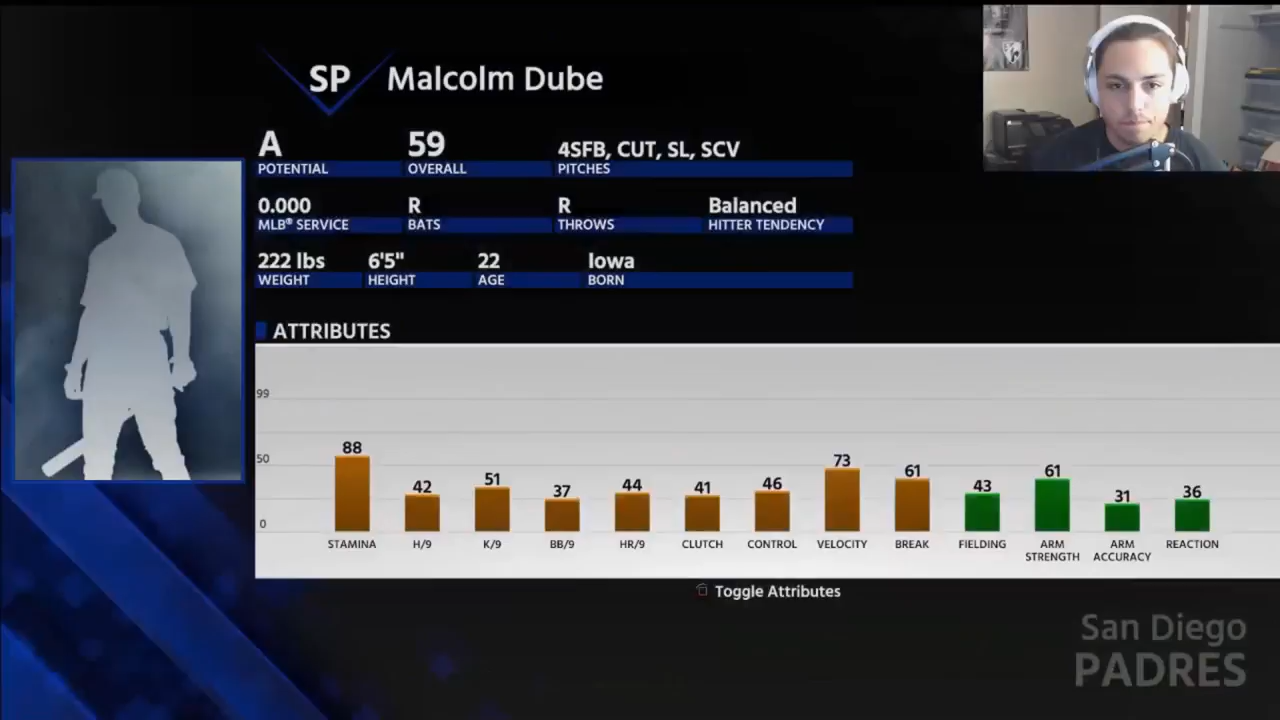 SP Malcolm Dube
A 59 4SFB, CUT, SL, SCV
POTENTIAL OVERALL PITCHES
0.000 R R Balanced
MLB® SERVICE BATS THROWS HITTER TENDENCY
222 lbs 6'5" 22 Iowa
WEIGHT HEIGHT AGE BORN
ATTRIBUTES
99
50
0
88 42 51 37 44 41 46 73 61 43 61 31 36
STAMINA H/9 K/9 BB/9 HR/9 CLUTCH CONTROL VELOCITY BREAK FIELDING ARM STRENGTH ARM ACCURACY REACTION
Toggle Attributes
San Diego
PADRES